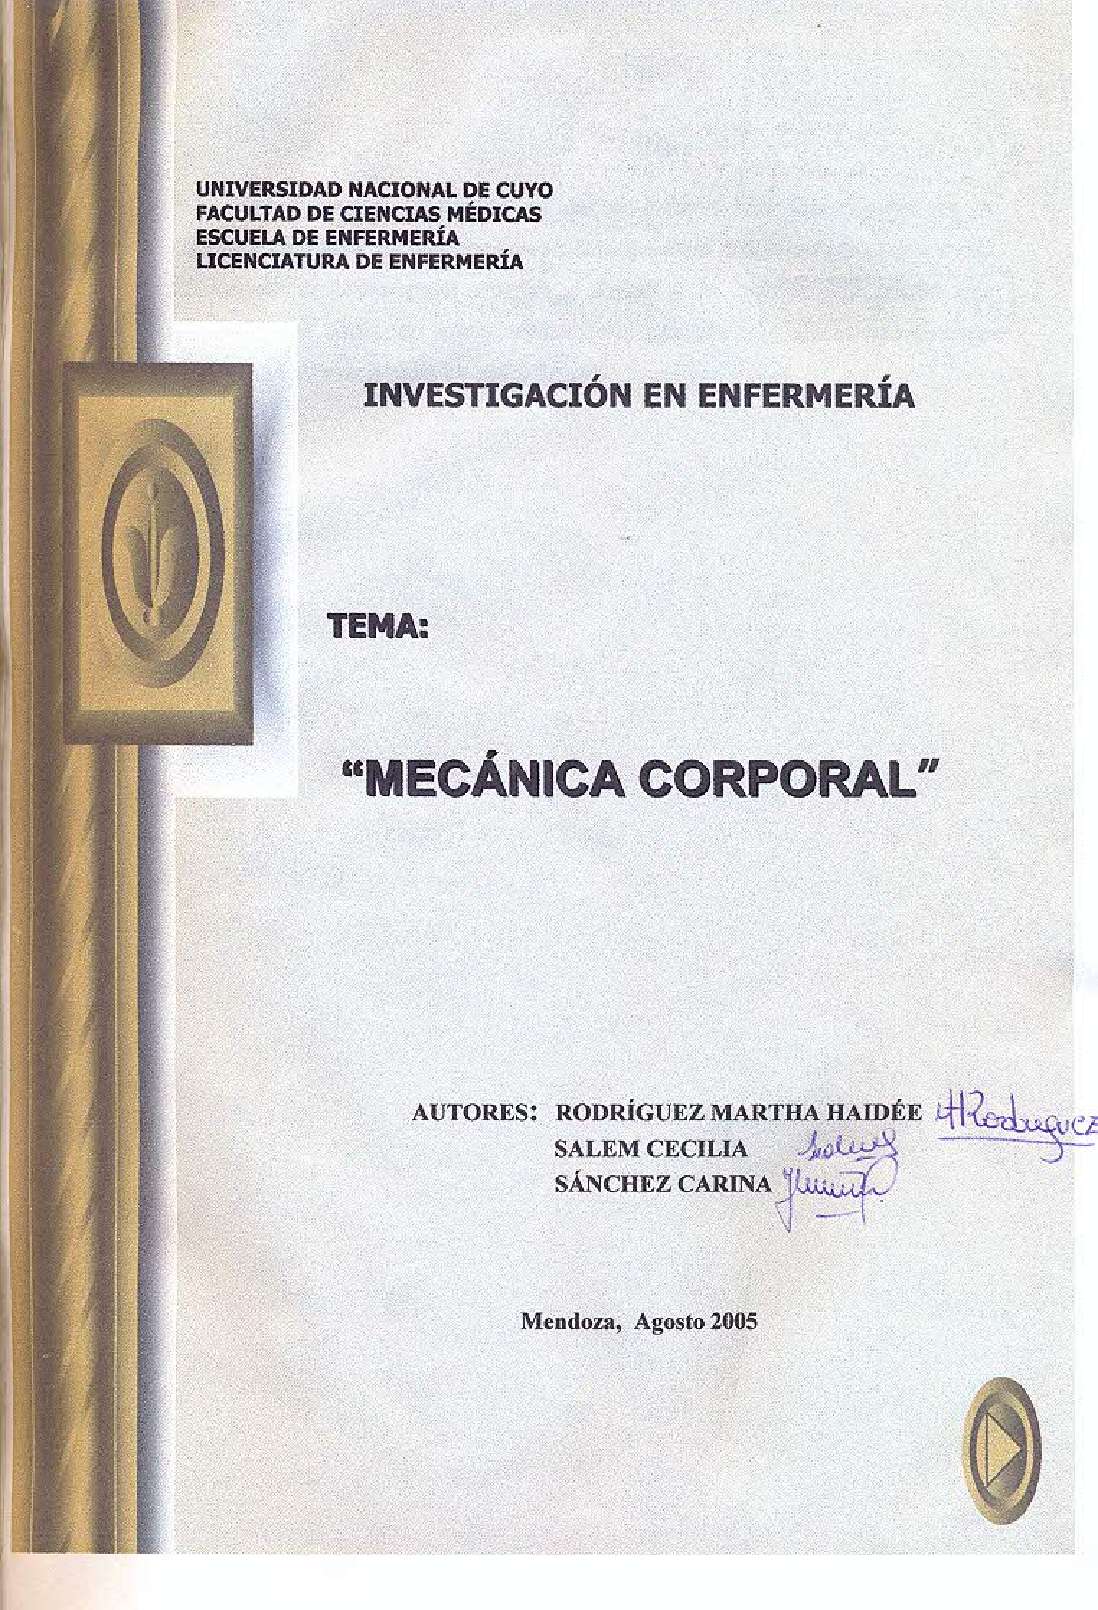 UNIVERSIDAD NACIONAL DE CUYO
FACULTAD DE CIENCIAS MÉDICAS
ESCUELA DE ENFERMERÍA
LICENCIATURA DE ENFERMERÍA
INVESTIGACIÓN EN ENFERMERÍA
TEMA:
“MECÁNICA CORPORAL”
AUTORES: RODRÍGUEZ MARTHA HAIDÉE HRodriguez
SALEM CECILIA
SÁNCHEZ CARINA
Mendoza, Agosto 2005